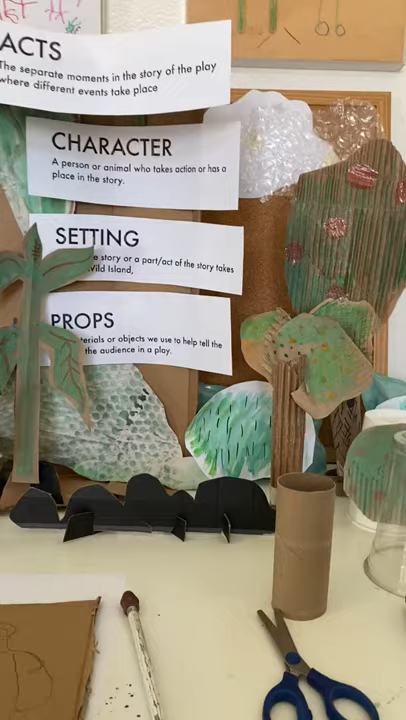 ACTS
The separate moments in the story of the play
where different events take place
CHARACTER
A person or animal who takes action or has a
place in the story.
SETTING
e story or a part/act of the story takes
Wild Island,
PROPS
terials or objects we use to help tell the
the audience in a play.